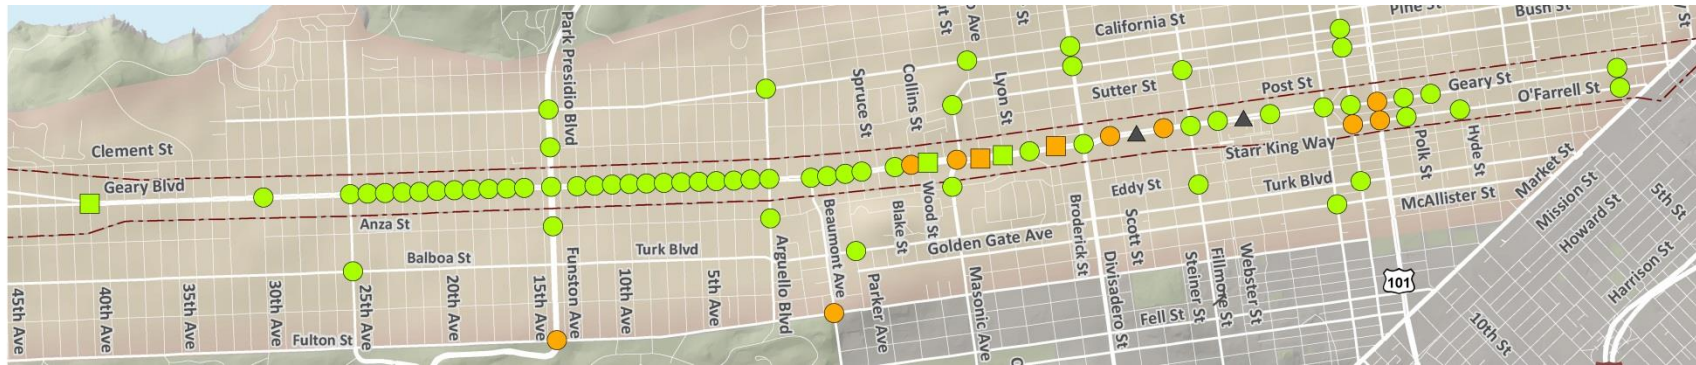 Pine St
Bush St
California St
Park Presidio Blvd
Spruce St
Collins St
Lyon St
Sutter St
Post St
Geary St
O'Farrell St
Clement St
Geary Blvd
Starr King Way
Polk St
Hyde St
Market St
Mission St
Howard St
5th St
Harrison St
Anza St
Balboa St
Turk Blvd
Blake St
Wood St
Beaumont Ave
Golden Gate Ave
Eddy St
Turk Blvd
McAllister St
Broderick St
Scott St
Divisadero St
Steiner St
Fillmore St
Webster St
101
45th Ave
40th Ave
35th Ave
30th Ave
25th Ave
20th Ave
15th Ave
Funston Ave
10th Ave
5th Ave
Arguello Blvd
Parker Ave
Masonic Ave
Fulton St
Fell St
10th St